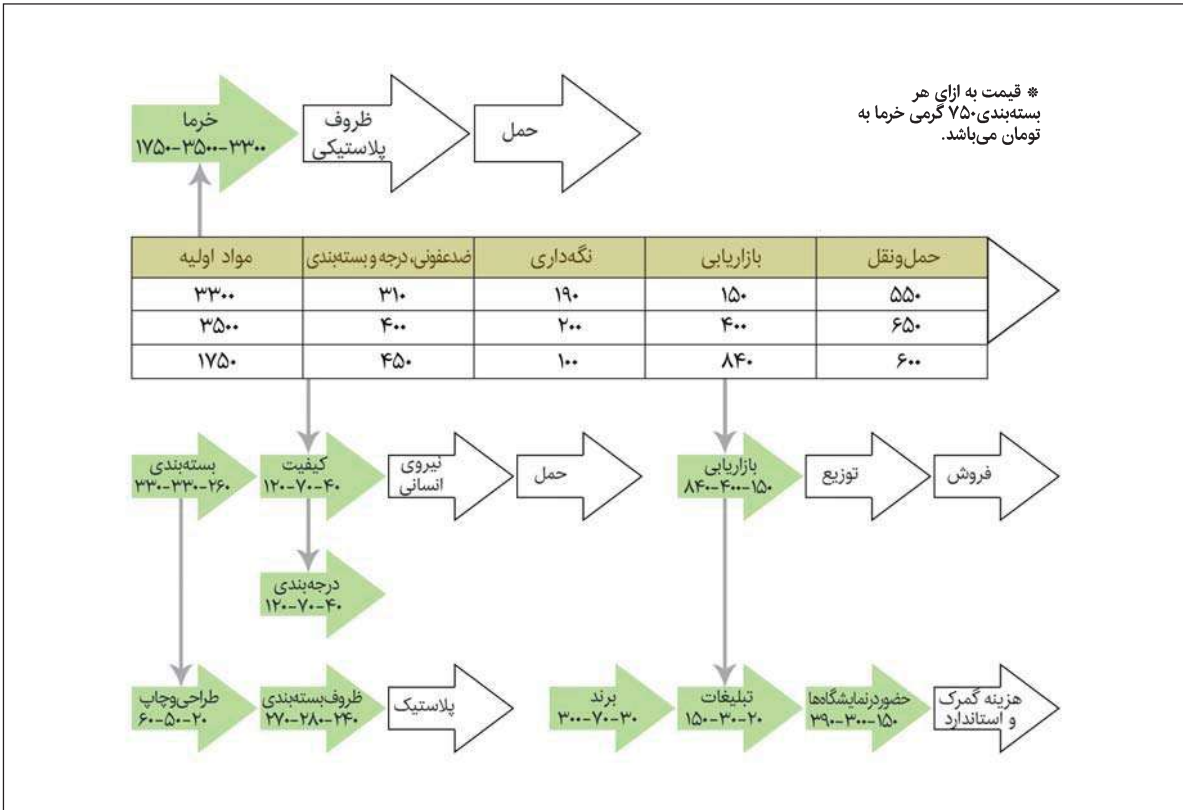 * قیمت به ازای هر
بسته‌بندی ۷۵۰ گرمی خرما به
تومان می‌باشد.
خرما
۱۷۵۰-۳۵۰۰-۳۳۰۰
ظروف
پلاستیکی
حمل
مواد اولیه ضدعفونی، درجه و بسته‌بندی نگه‌داری بازاریابی حمل‌ونقل
۳۳۰۰ ۳۱۰ ۱۹۰ ۱۵۰ ۵۵۰
۳۵۰۰ ۴۰۰ ۲۰۰ ۴۰۰ ۶۵۰
۱۷۵۰ ۴۵۰ ۱۰۰ ۸۴۰ ۶۰۰
بسته‌بندی
۳۳۰-۳۳۰-۲۶۰
کیفیت
۱۲۰-۷۰-۴۰
نیروی
انسانی
حمل
بازاریابی
۸۴۰-۴۰۰-۱۵۰
توزیع
فروش
درجه‌بندی
۱۲۰-۷۰-۴۰
طراحی‌وچاپ
۶۰-۵۰-۲۰
ظروف‌بسته‌بندی
۲۷۰-۲۸۰-۲۴۰
پلاستیک
برند
۳۰۰-۷۰-۳۰
تبلیغات
۱۵۰-۳۰-۲۰
حضوردرنمایشگاه‌ها
۳۹۰-۳۰۰-۱۵۰
هزینه گمرک
و استاندارد